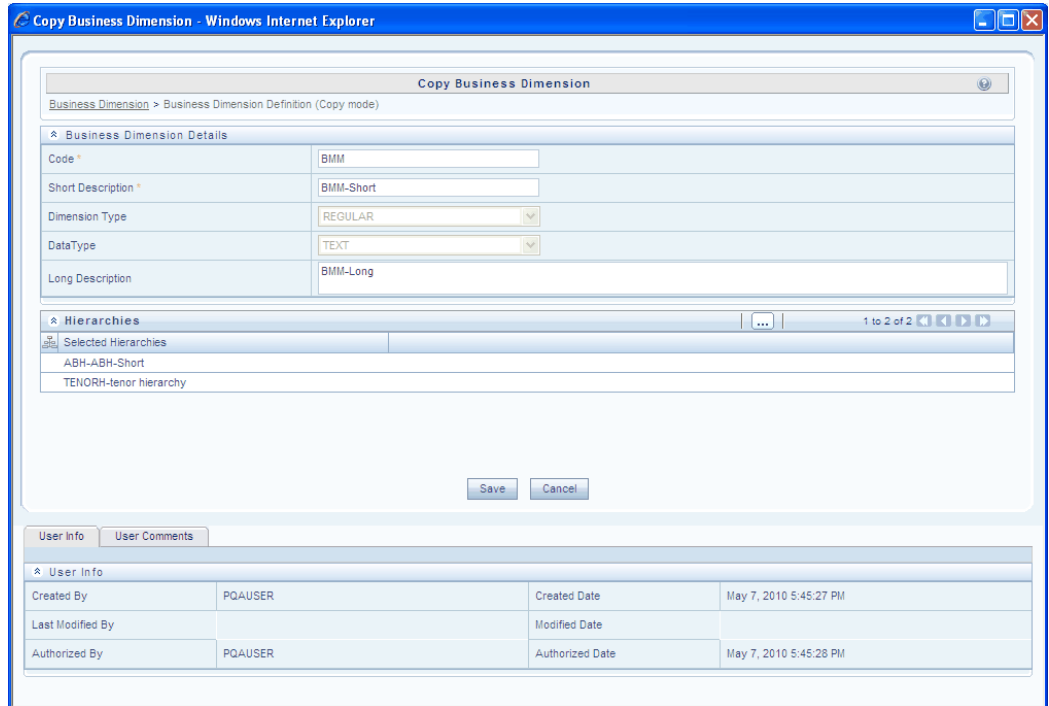 Copy Business Dimension - Windows Internet Explorer
Copy Business Dimension
Business Dimension > Business Dimension Definition (Copy mode)
Business Dimension Details
Code * BMM
Short Description * BMM-Short
Dimension Type REGULAR
DataType TEXT
Long Description BMM-Long
Hierarchies ... 1 to 2 of 2
Selected Hierarchies
ABH-ABH-Short
TENORH-tenor hierarchy
Save Cancel
User Info User Comments
User Info
Created By PQAUSER Created Date May 7, 2010 5:45:27 PM
Last Modified By Modified Date
Authorized By PQAUSER Authorized Date May 7, 2010 5:45:28 PM